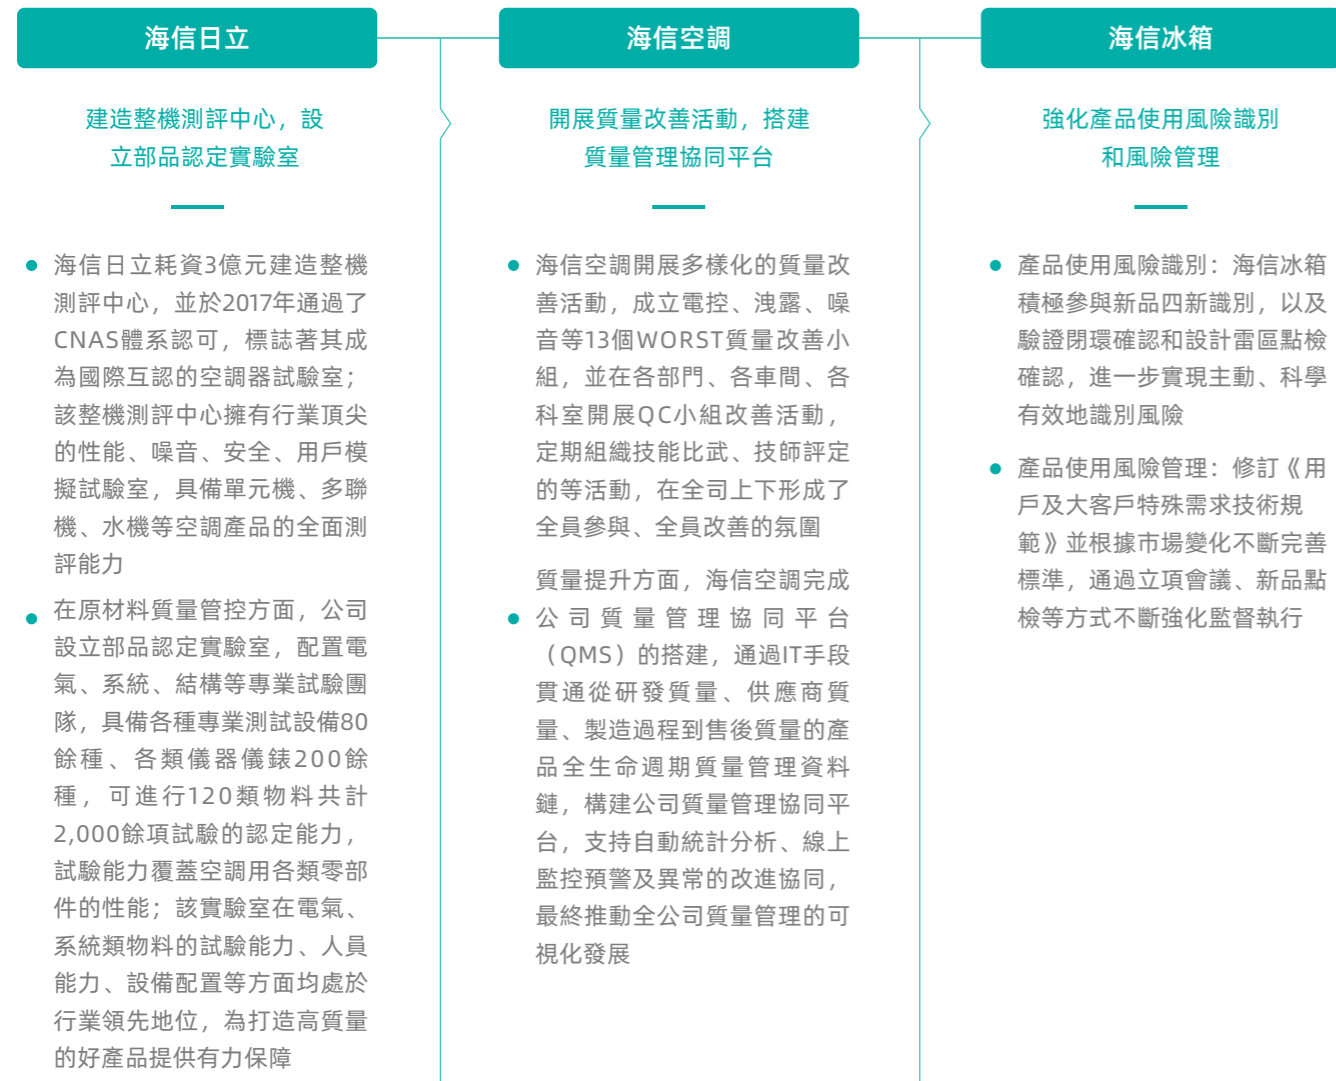 海信日立
建造整機測評中心，設
立部品認定實驗室
海信日立耗資3億元建造整機
測評中心，並於2017年通過了
CNAS體系認可，標誌著其成
為國際互認的空調器試驗室；
該整機測評中心擁有行業頂尖
的性能、噪音、安全、用戶模
擬試驗室，具備單元機、多聯
機、水機等空調產品的全面測
評能力
在原材料質量管控方面，公司
設立部品認定實驗室，配置電
氣、系統、結構等專業試驗團
隊，具備各種專業測試設備80
餘種、各類儀器儀錶200餘
種，可進行120類物料共計
2,000餘項試驗的認定能力，
試驗能力覆蓋空調用各類零部
件的性能；該實驗室在電氣、
系統類物料的試驗能力、人員
能力、設備配置等方面均處於
行業領先地位，為打造高質量
的好產品提供有力保障
海信空調
開展質量改善活動，搭建
質量管理協同平台
海信空調開展多樣化的質量改
善活動，成立電控、洩露、噪
音等13個WORST質量改善小
組，並在各部門、各車間、各
科室開展QC小組改善活動，
定期組織技能比武、技師評定
的等活動，在全司上下形成了
全員參與、全員改善的氛圍
質量提升方面，海信空調完成
公司質量管理協同平台
（QMS）的搭建，通過IT手段
貫通從研發質量、供應商質
量、製造過程到售後質量的產
品全生命週期質量管理資料
鏈，構建公司質量管理協同平
台，支持自動統計分析、線上
監控預警及異常的改進協同，
最終推動全公司質量管理的可
視化發展
海信冰箱
強化產品使用風險識別
和風險管理
產品使用風險識別：海信冰箱
積極參與新品四新識別，以及
驗證閉環確認和設計雷區點檢
確認，進一步實現主動、科學
有效地識別風險
產品使用風險管理：修訂《用
戶及大客戶特殊需求技術規
範》並根據市場變化不斷完善
標準，通過立項會議、新品點
檢等方式不斷強化監督執行